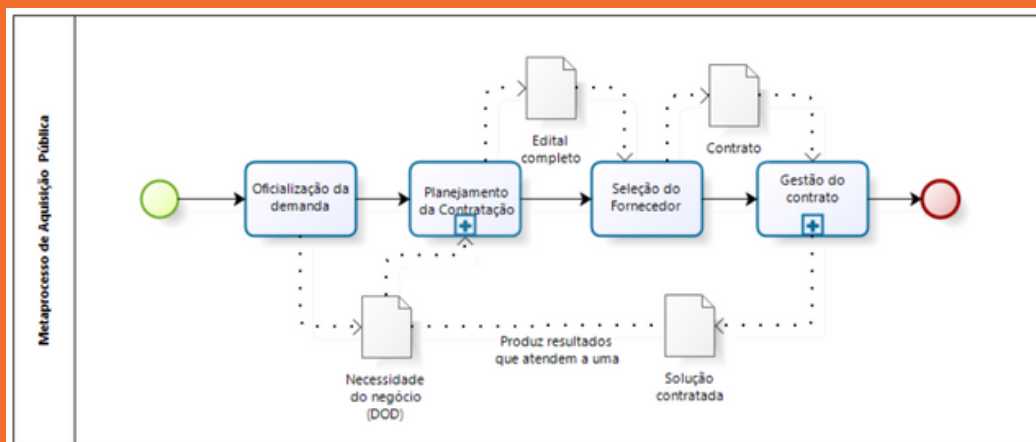 Metaprocesso de Aquisição Pública
Edital
completo
Contrato
Oficialização da
demanda
Planejamento
da Contratação
Seleção do
Fornecedor
Gestão do
contrato
Produz resultados
que atendem a uma
Necessidade
do negócio
(DOD)
Solução
contratada